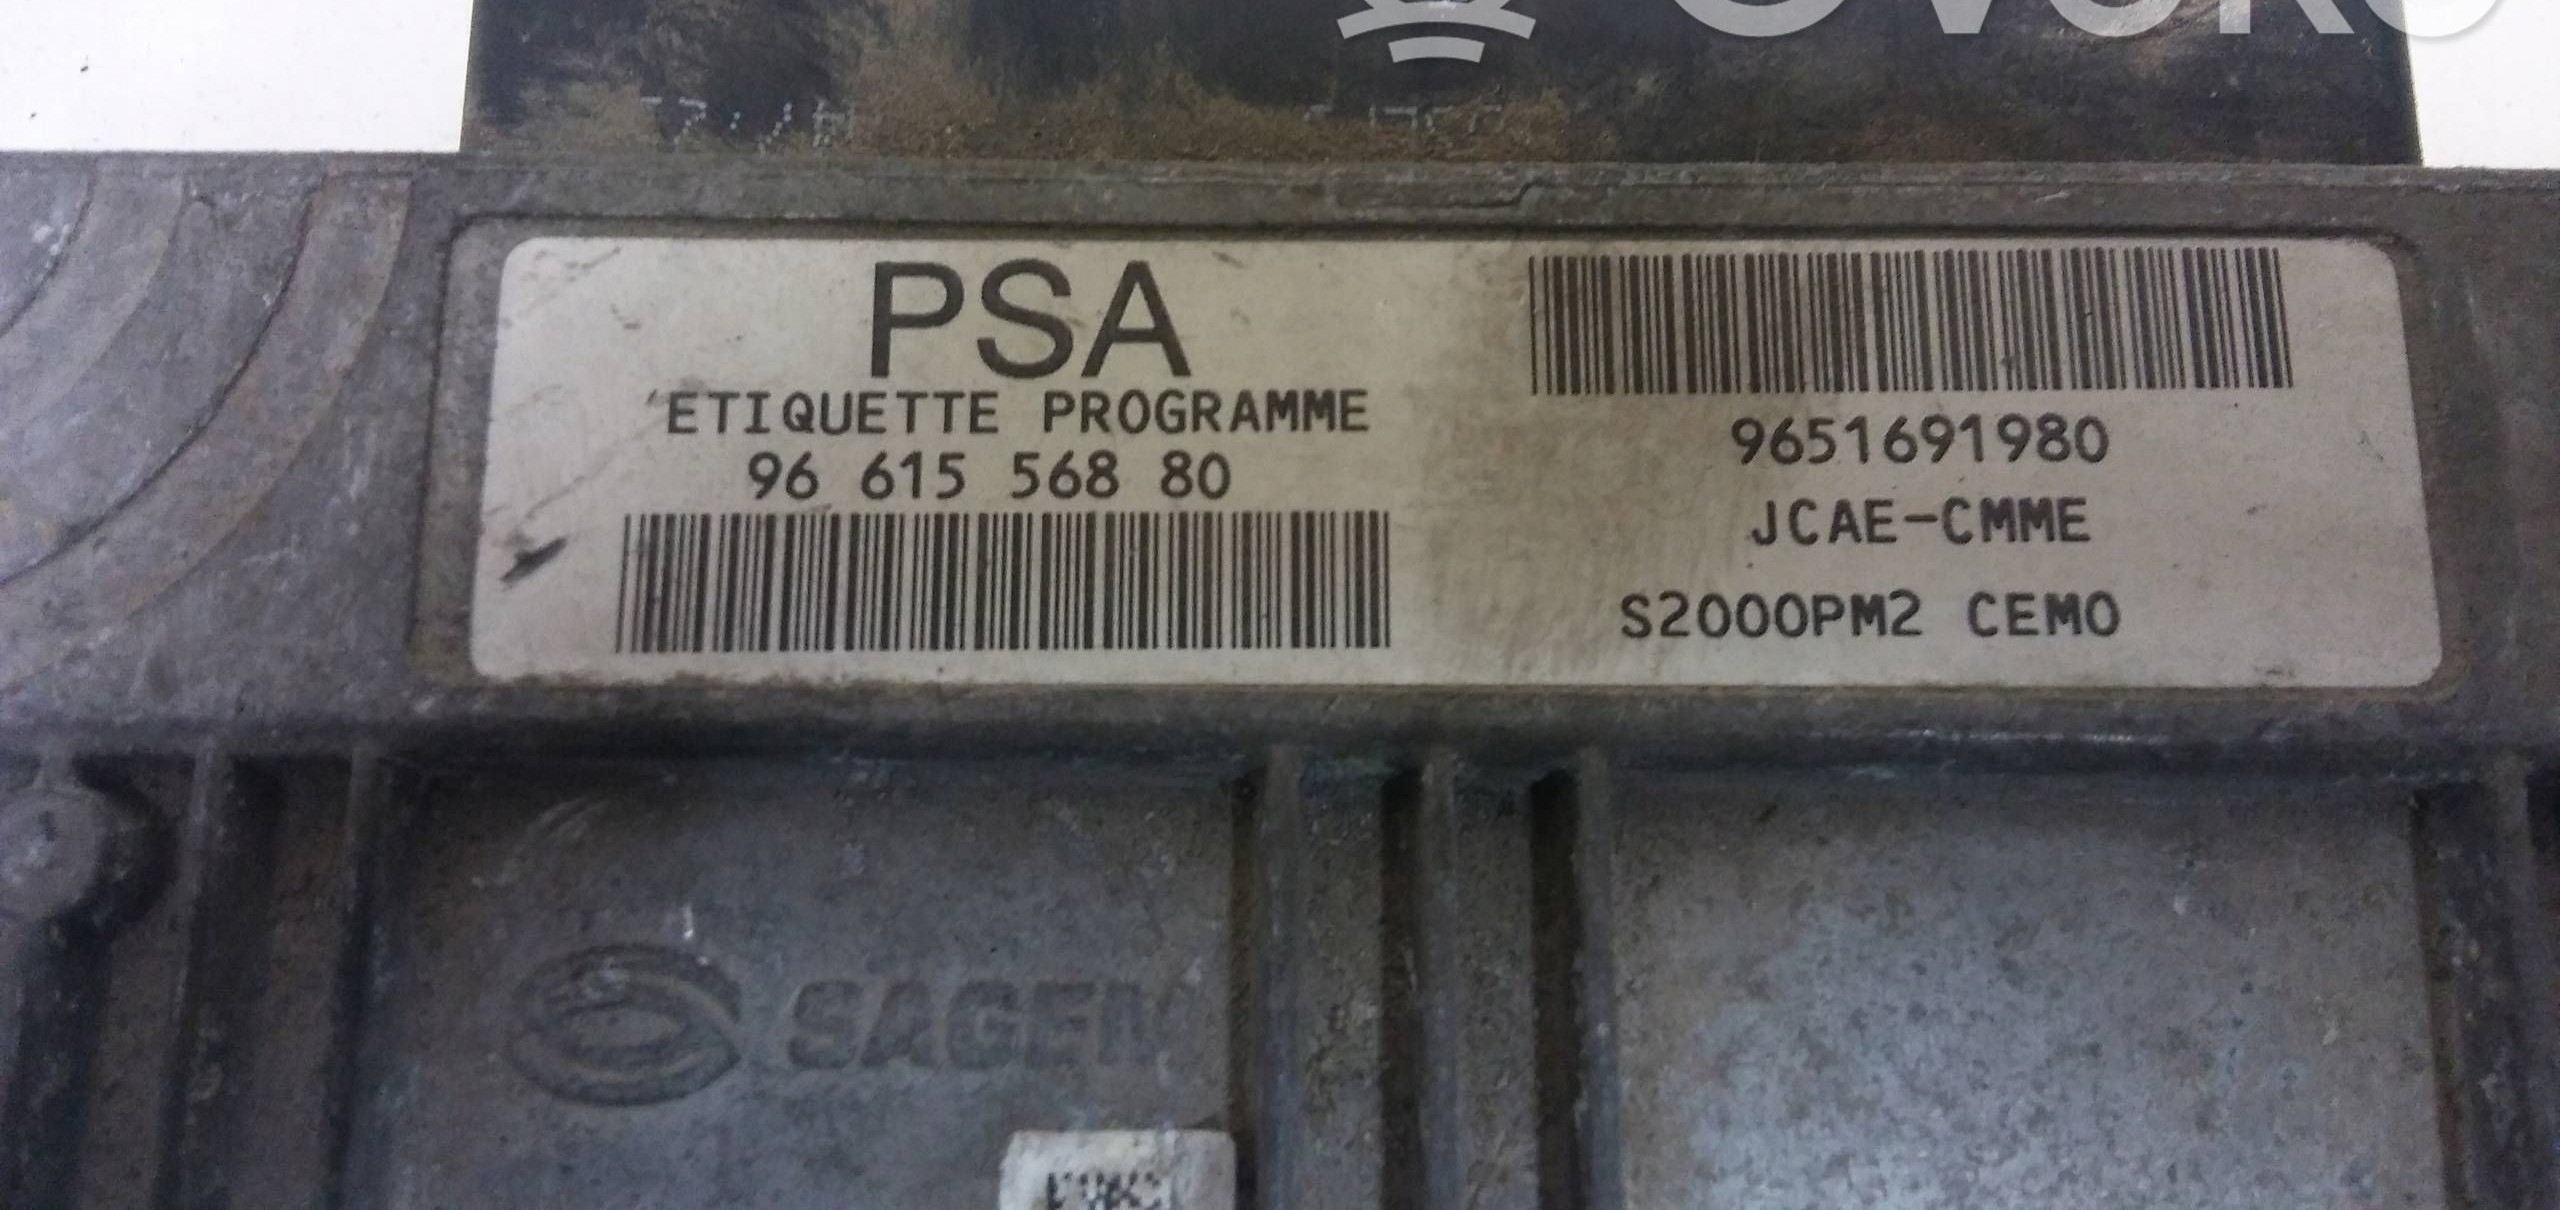 PSA
ETIQUETTE PROGRAMME
96 615 568 80
9651691980
JCAE-CMME
S2000PM2 CEMO
SAGEM